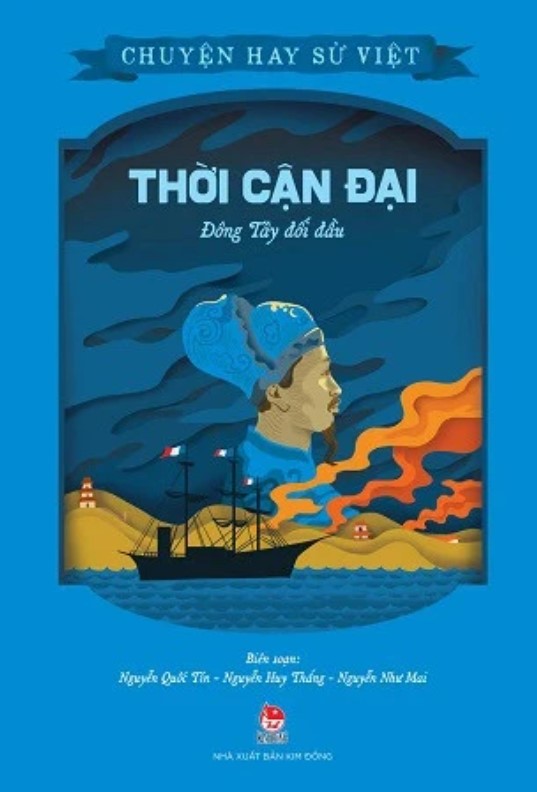 CHUYỆN HAY SỬ VIỆT
THỜI CẬN ĐẠI
Đông Tây đối đầu
Biên soạn:
Nguyễn Quốc Tín - Nguyễn Huy Thắng - Nguyễn Như Mai
NHÀ XUẤT BẢN KIM ĐỒNG